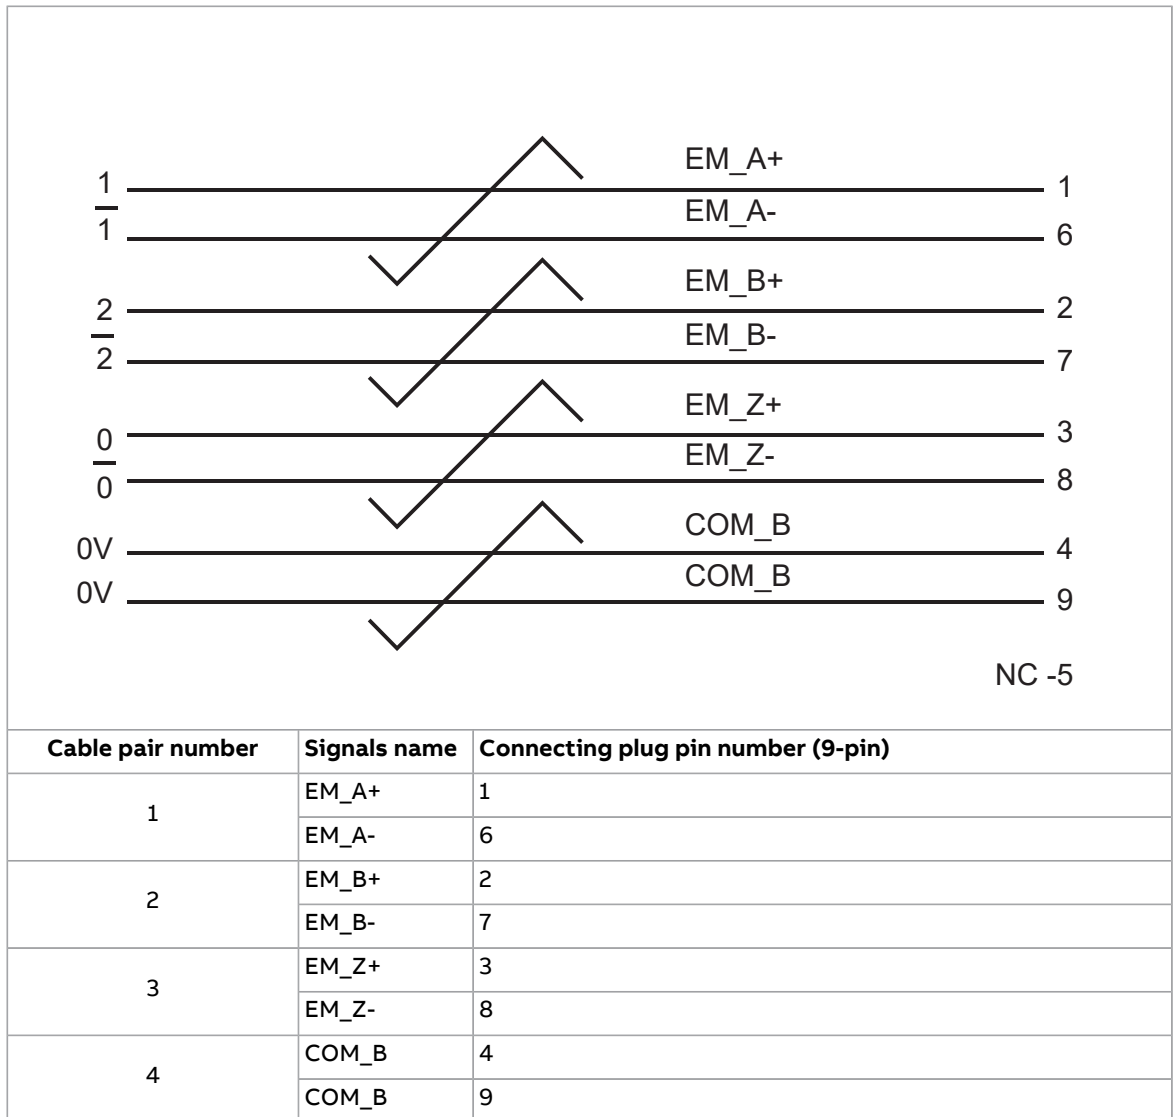 EM_A+
1 1
EM_A-
1̅ 6
EM_B+
2 2
EM_B-
2̅ 7
EM_Z+
0 3
EM_Z-
0̅ 8
COM_B
0V 4
COM_B
0V 9
NC -5
Cable pair number Signals name Connecting plug pin number (9-pin)
1 EM_A+ 1
EM_A- 6
2 EM_B+ 2
EM_B- 7
3 EM_Z+ 3
EM_Z- 8
4 COM_B 4
COM_B 9